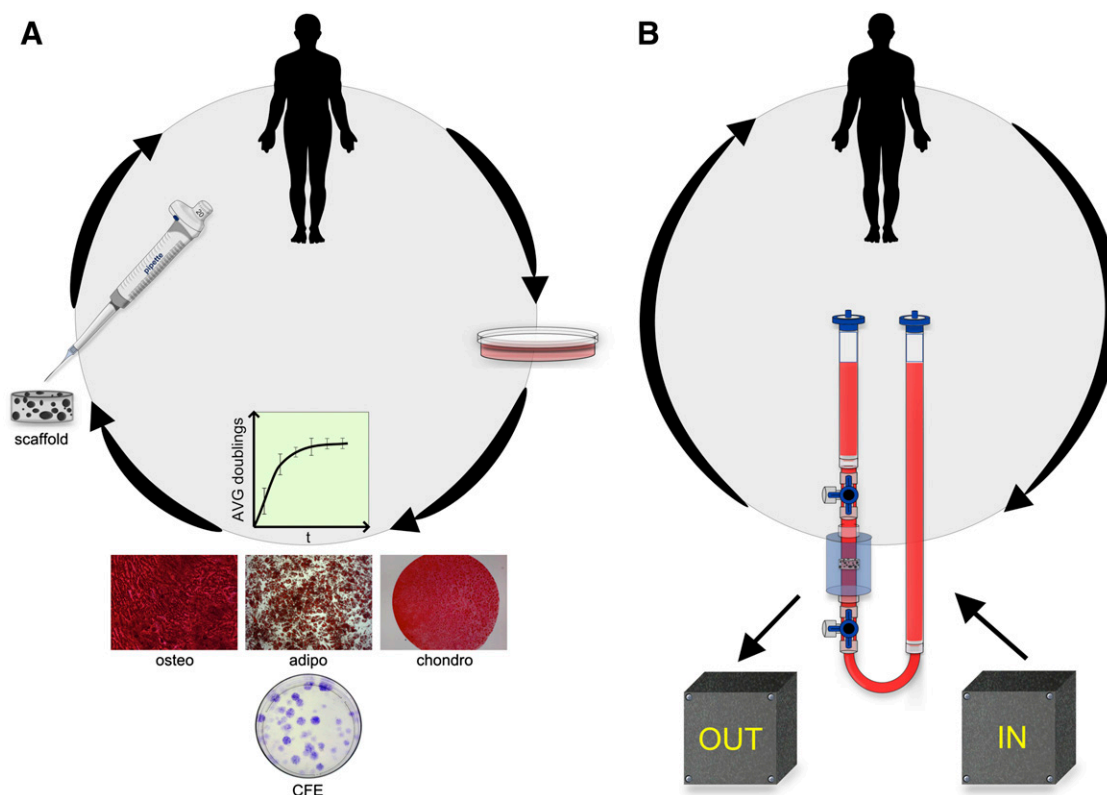 A
B
20
pipette
scaffold
AVG doublings
t
osteo
adipo
chondro
CFE
OUT
IN